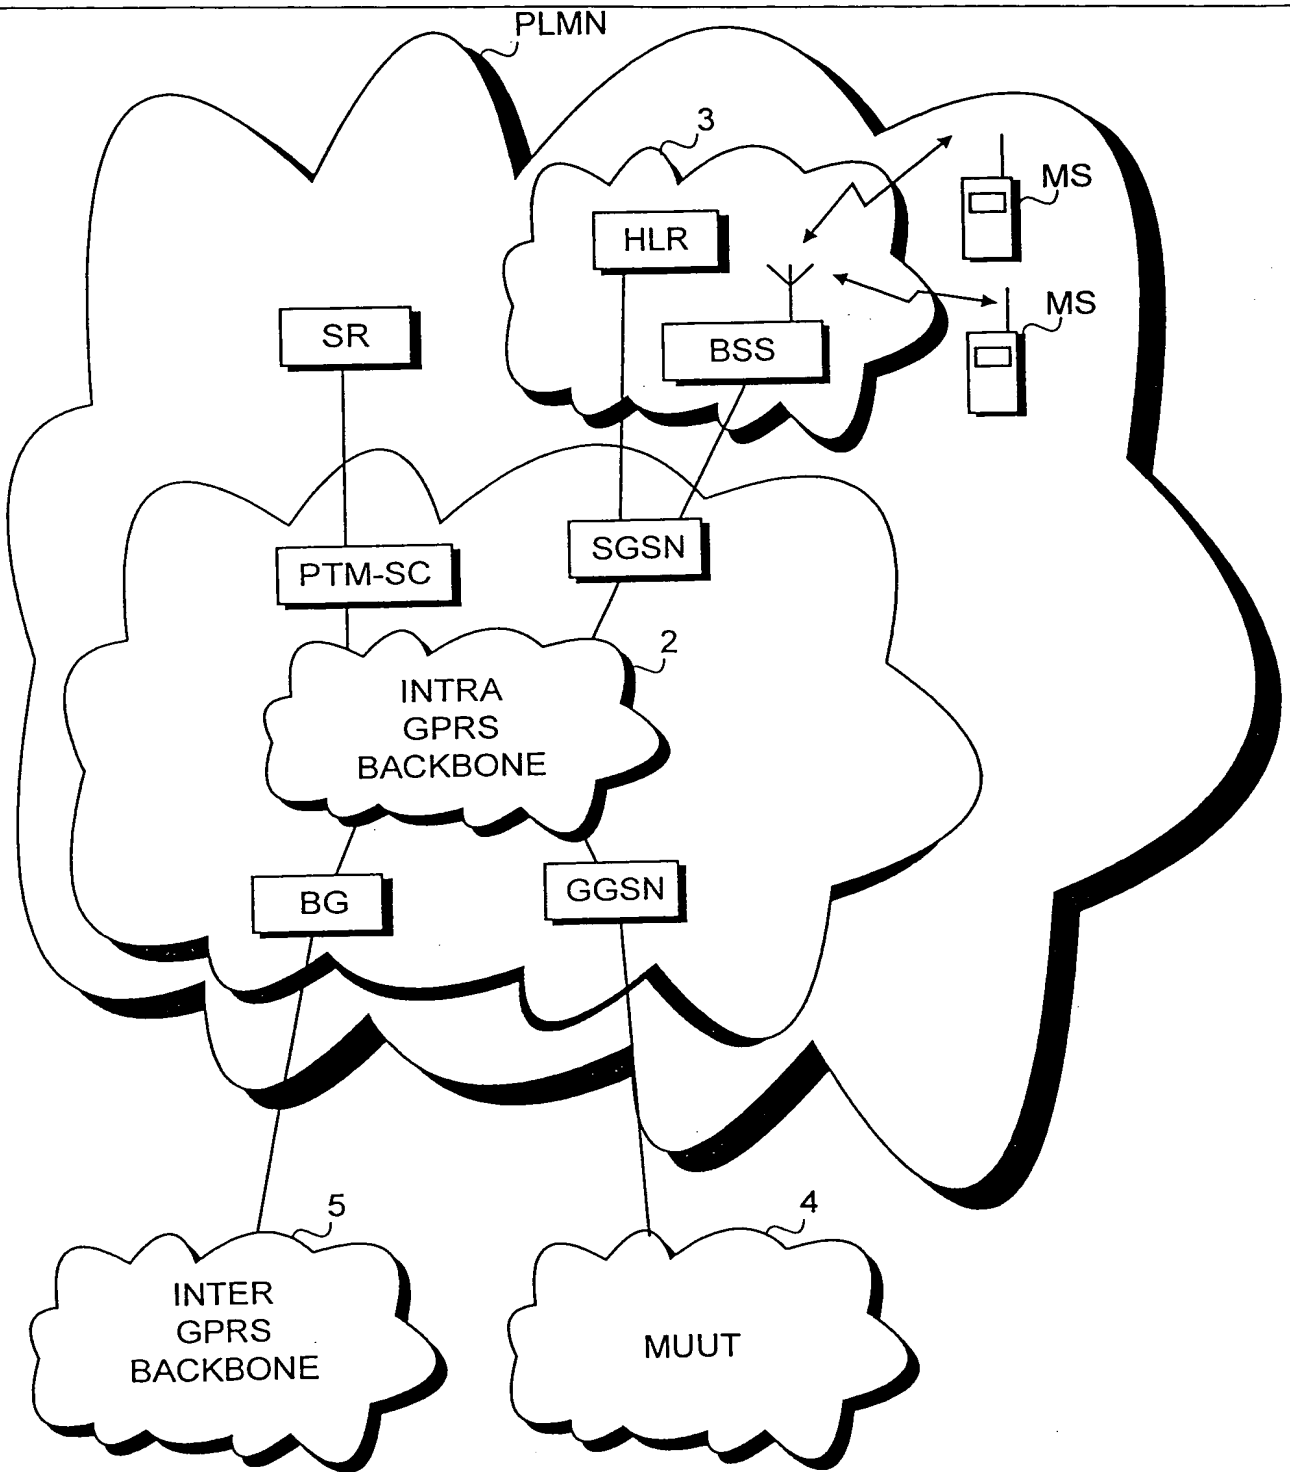 PLMN
3
MS
HLR
MS
SR
BSS
SGSN
PTM-SC
2
INTRA
GPRS
BACKBONE
BG
GGSN
5
4
INTER
GPRS
BACKBONE
MUUT